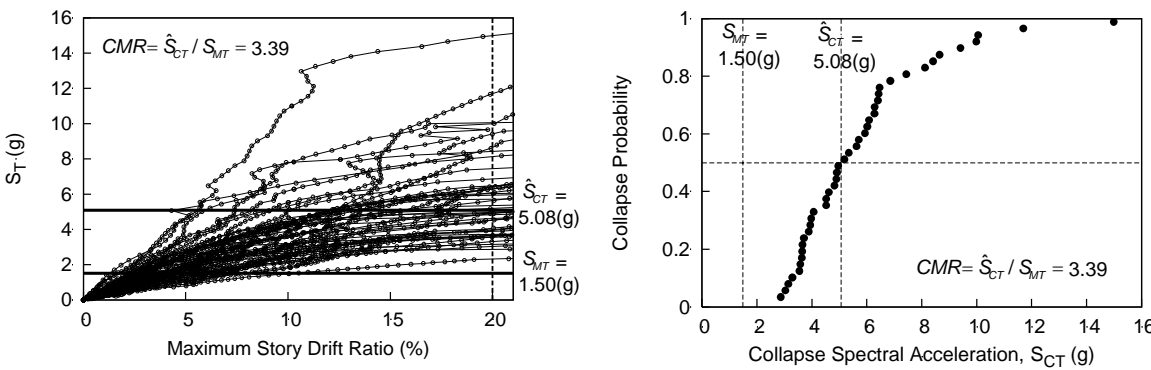 CMR= Ŝ_CT / S_MT = 3.39
S_T (g)
16
14
12
10
8
6
4
2
0
0 5 10 15 20
Maximum Story Drift Ratio (%)
Ŝ_CT =
5.08(g)
S_MT =
1.50(g)
Collapse Probability
1
0.8
0.6
0.4
0.2
0
S_MT =
1.50(g)
Ŝ_CT =
5.08(g)
CMR= Ŝ_CT / S_MT = 3.39
0 2 4 6 8 10 12 14 16
Collapse Spectral Acceleration, S_CT (g)